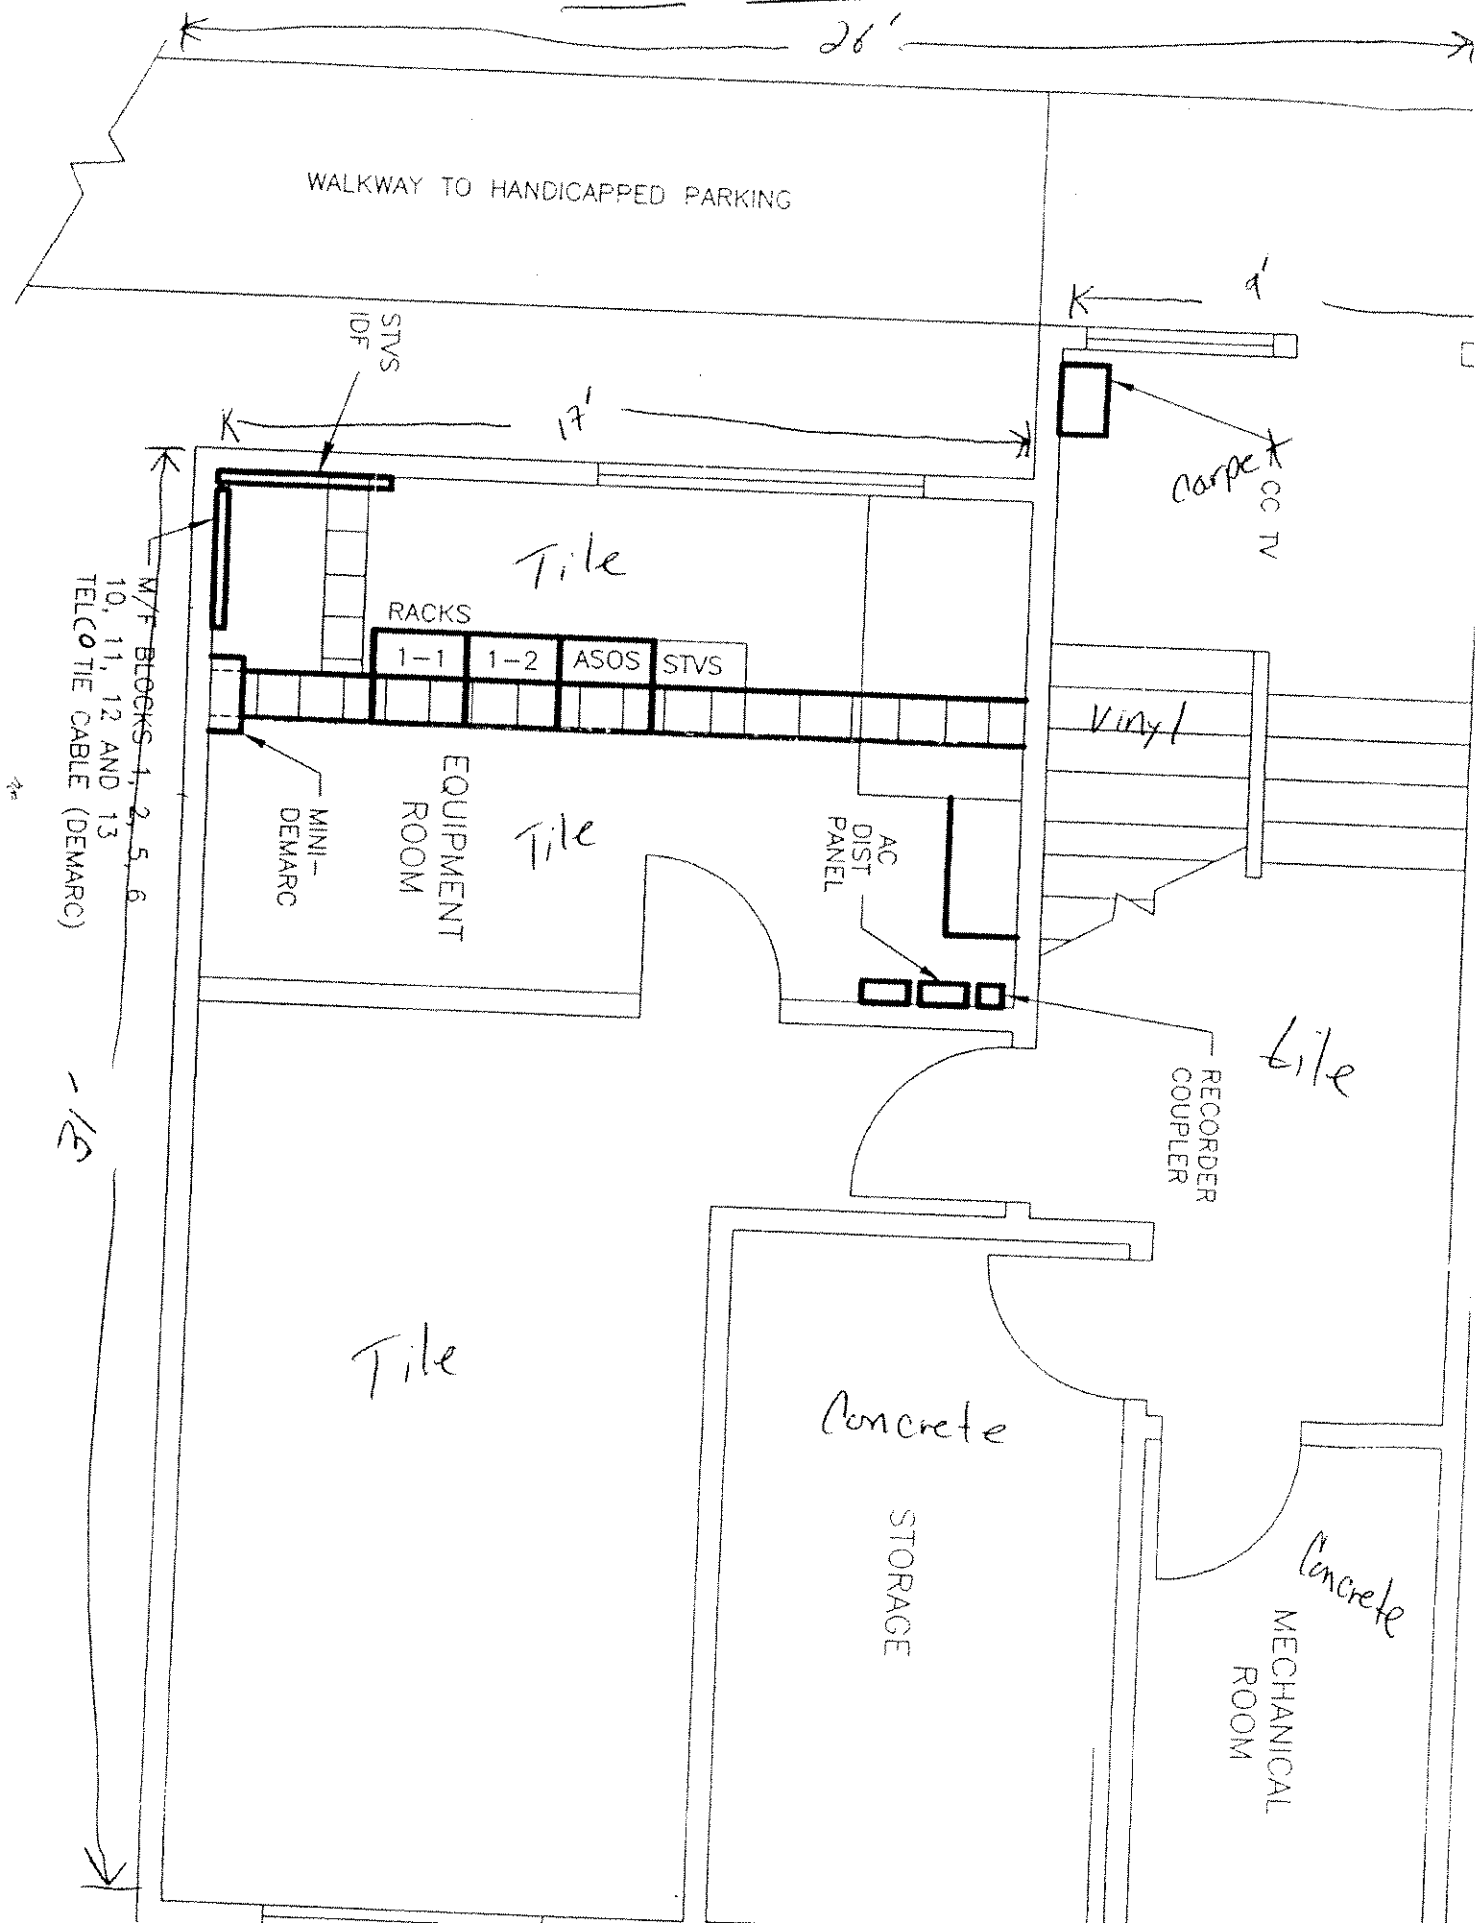 26'
WALKWAY TO HANDICAPPED PARKING
9'
STVS
IDF
17'
Carpet
CC TV
Tile
RACKS
1-1 1-2 ASOS STVS
Vinyl
M/F BLOCKS 1, 2, 5, 6
10, 11, 12 AND 13
TELCO TIE CABLE (DEMARC)
MINI-
DEMARC
EQUIPMENT
ROOM
Tile
AC
DIST
PANEL
tile
RECORDER
COUPLER
Tile
Concrete
STORAGE
Concrete
MECHANICAL
ROOM